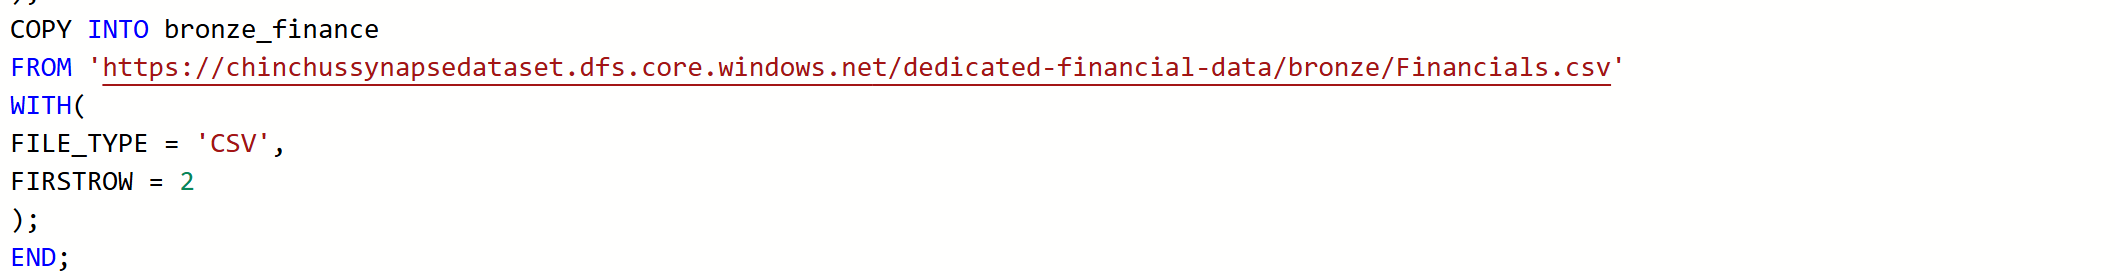 );
COPY INTO bronze_finance
FROM 'https://chinchussynapsedataset.dfs.core.windows.net/dedicated-financial-data/bronze/Financials.csv'
WITH(
FILE_TYPE = 'CSV',
FIRSTROW = 2
);
END;